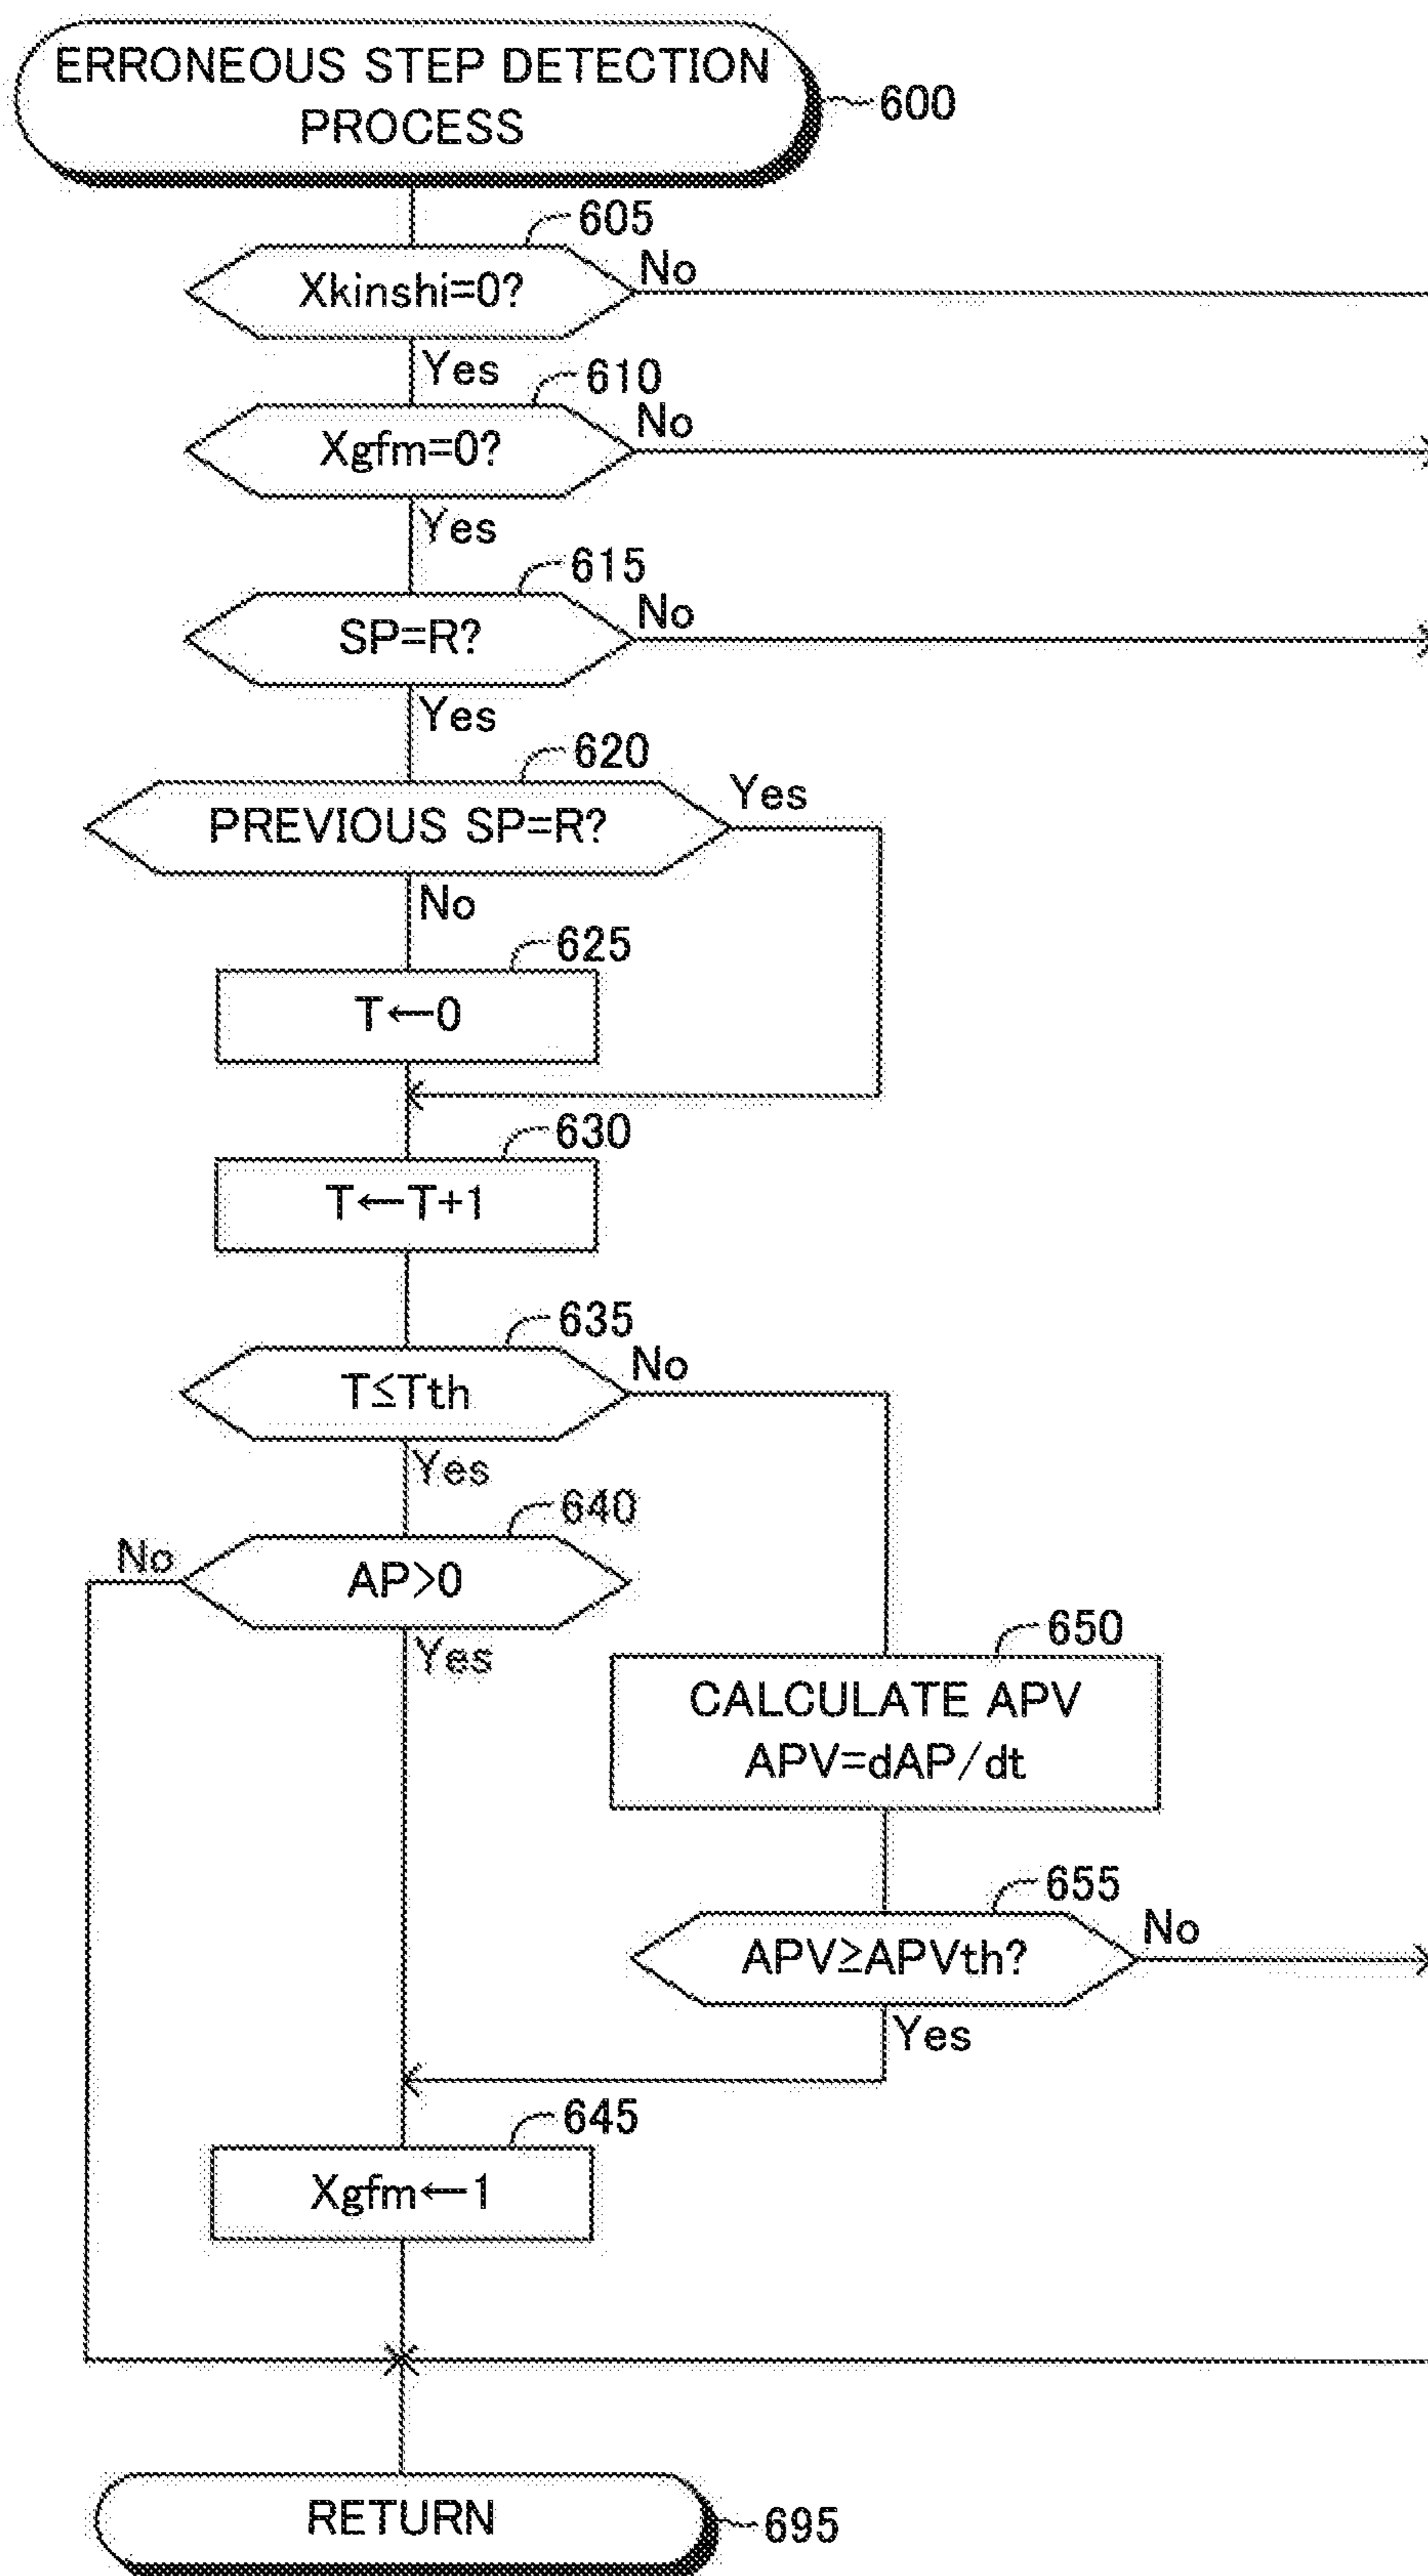 ERRONEOUS STEP DETECTION
PROCESS
600
605
Xkinshi=0?
No
Yes
610
Xgfm=0?
No
Yes
615
SP=R?
No
Yes
620
PREVIOUS SP=R?
Yes
No
625
T←0
630
T←T+1
635
T≤Tth
No
Yes
640
AP>0
No
Yes
650
CALCULATE APV
APV=dAP/dt
655
APV≥APVth?
No
Yes
645
Xgfm←1
RETURN
695